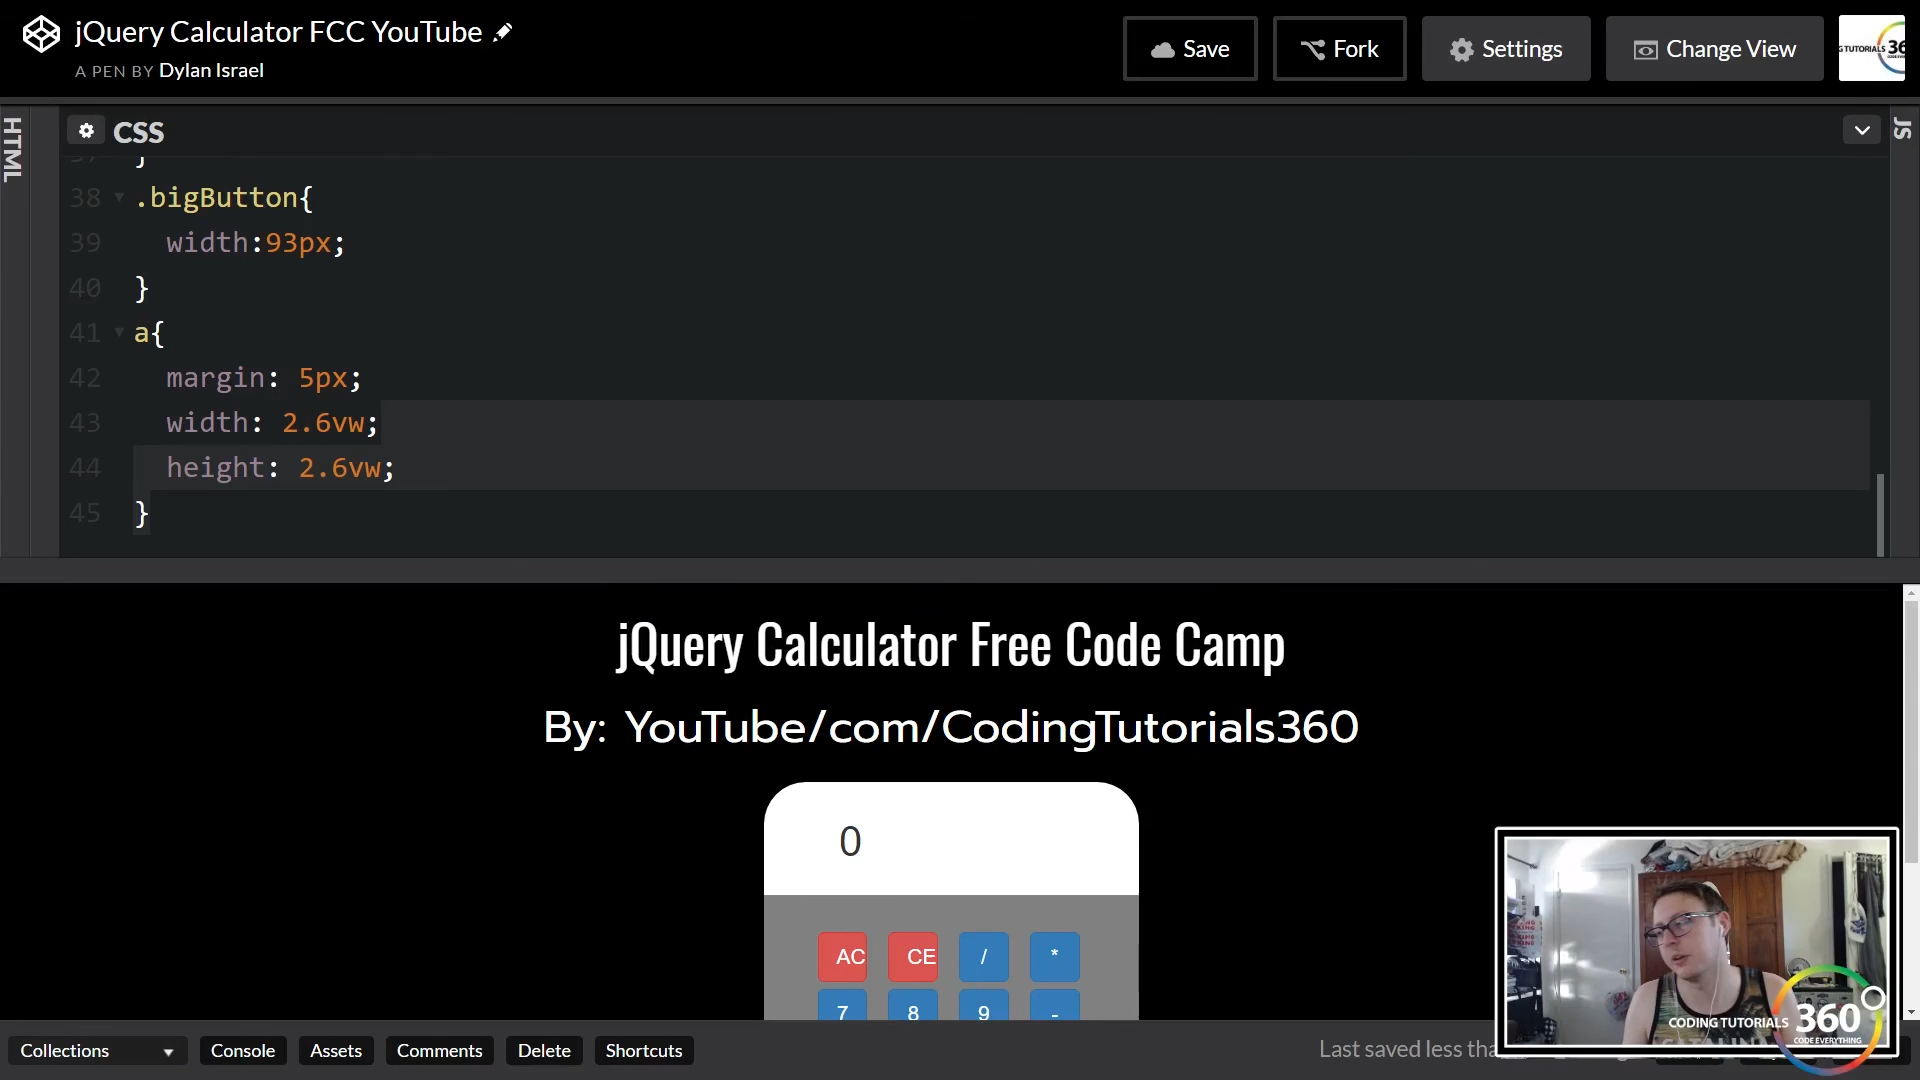 jQuery Calculator FCC YouTube
A PEN BY Dylan Israel
Save
Fork
Settings
Change View
HTML
CSS
JS
37 }
38 .bigButton{
39 width:93px;
40 }
41 a{
42 margin: 5px;
43 width: 2.6vw;
44 height: 2.6vw;
45 }
jQuery Calculator Free Code Camp
By: YouTube/com/CodingTutorials360
0
AC CE / *
7 8 9 -
CODING TUTORIALS 360
CODE EVERYTHING
Collections
Console
Assets
Comments
Delete
Shortcuts
Last saved less tha